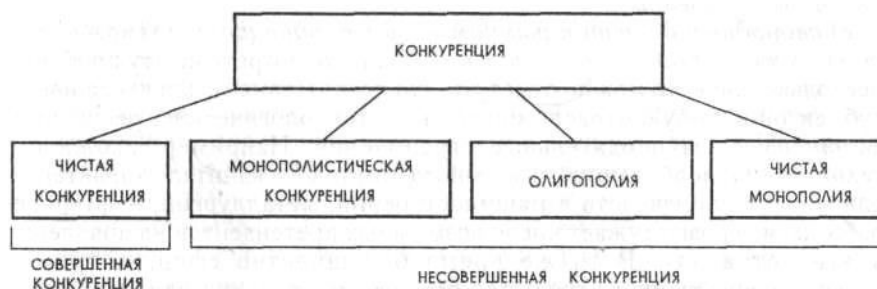 КОНКУРЕНЦИЯ
ЧИСТАЯ
КОНКУРЕНЦИЯ
МОНОПОЛИСТИЧЕСКАЯ
КОНКУРЕНЦИЯ
ОЛИГОПОЛИЯ
ЧИСТАЯ
МОНОПОЛИЯ
СОВЕРШЕННАЯ
КОНКУРЕНЦИЯ
НЕСОВЕРШЕННАЯ КОНКУРЕНЦИЯ